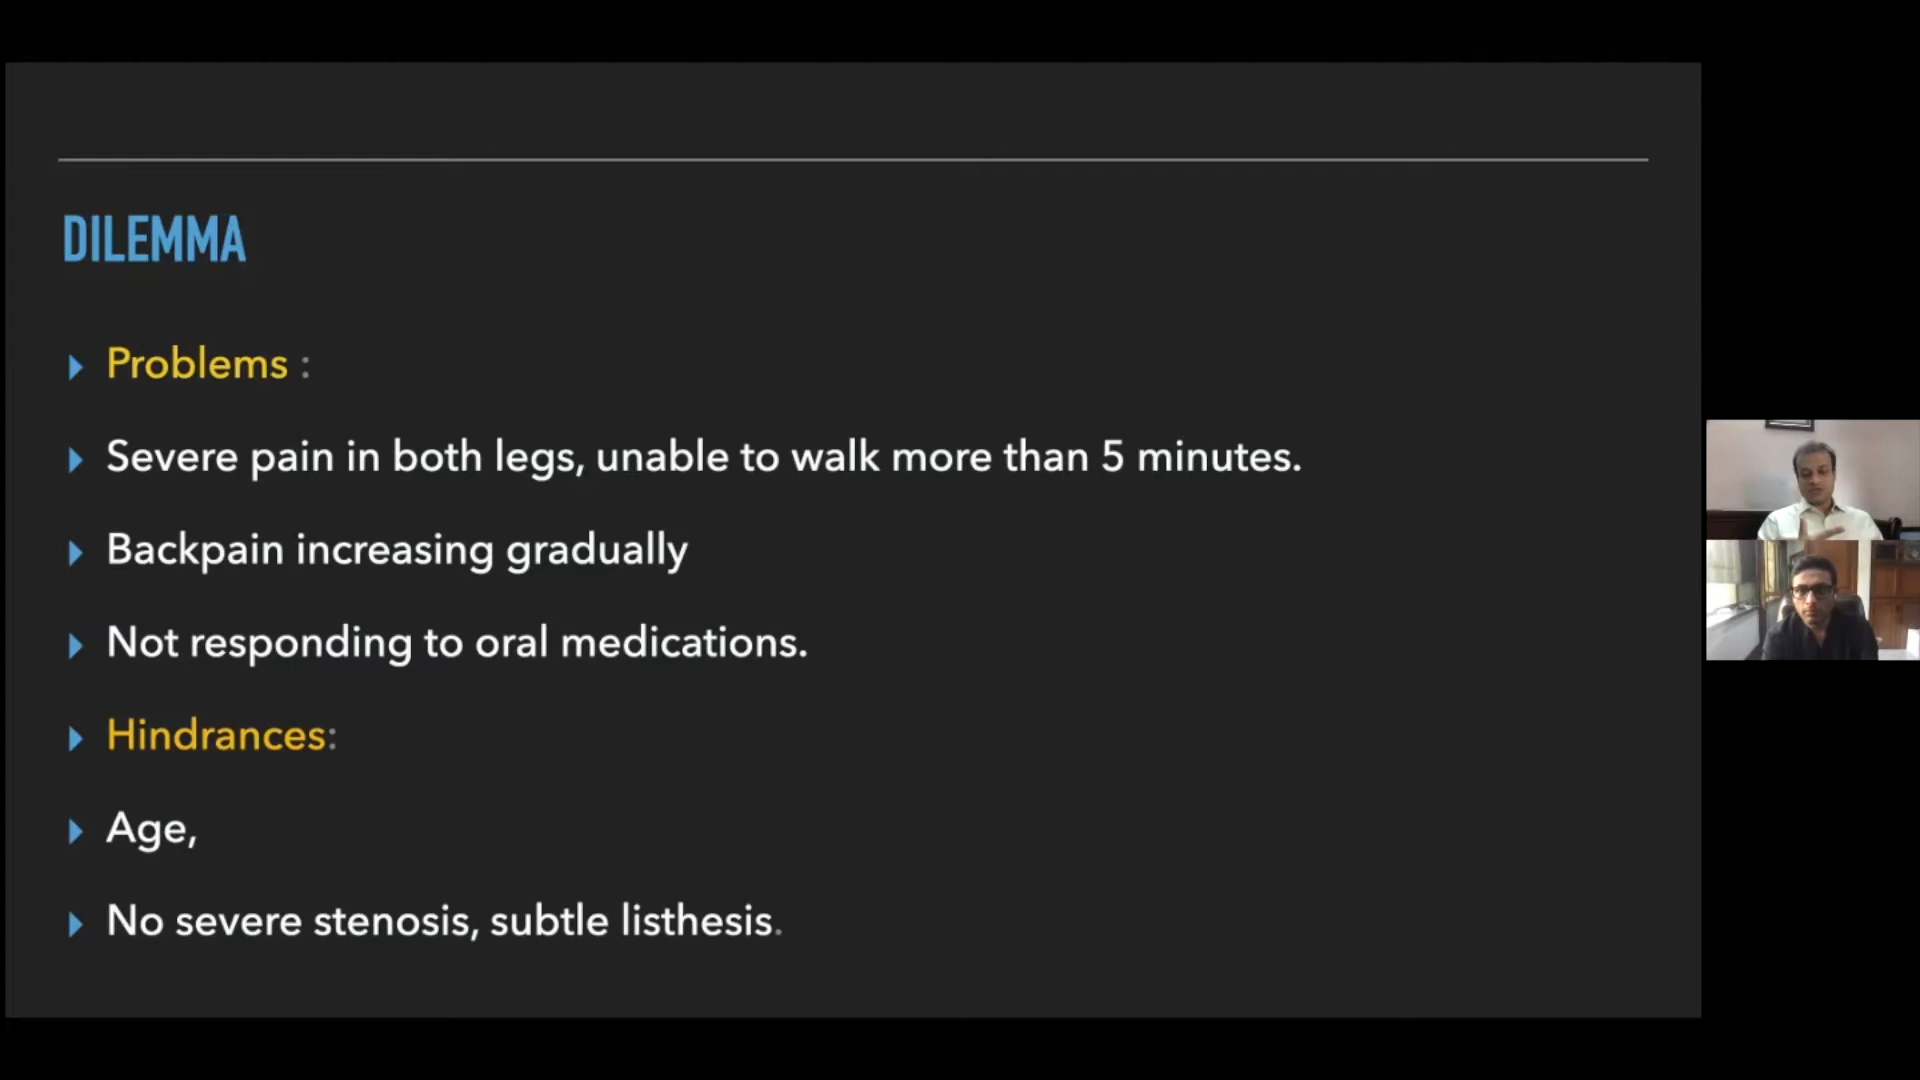 DILEMMA
Problems :
Severe pain in both legs, unable to walk more than 5 minutes.
Backpain increasing gradually
Not responding to oral medications.
Hindrances:
Age,
No severe stenosis, subtle listhesis.